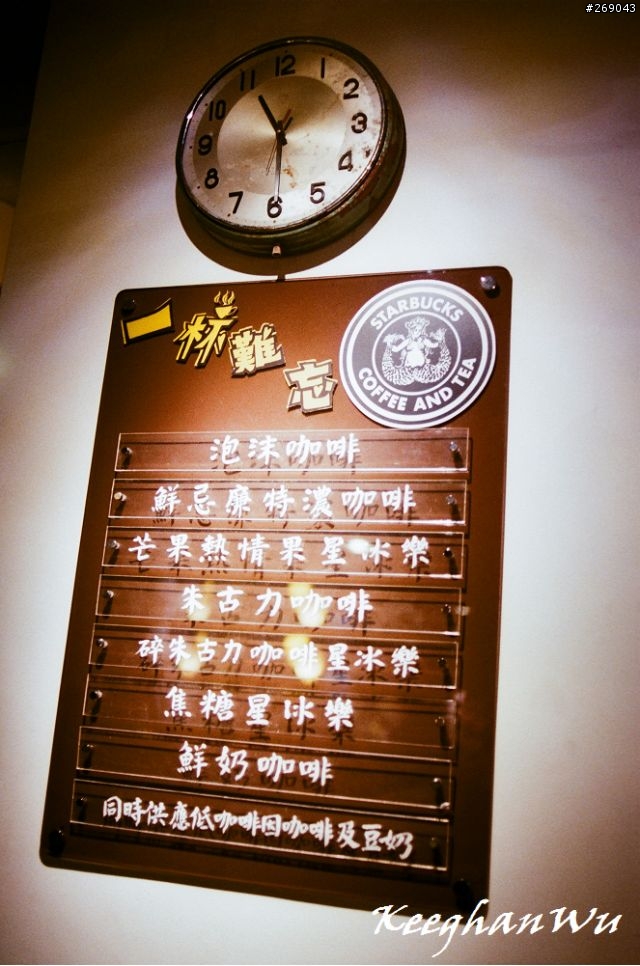 #269043
11 12 1
10 2
9 3
8 4
7 6 5
一杯難忘
STARBUCKS
COFFEE AND TEA
泡沫咖啡
鮮忌廉特濃咖啡
芒果熱情果星冰樂
朱古力咖啡
碎朱古力咖啡星冰樂
焦糖星冰樂
鮮奶咖啡
同時供應低咖啡因咖啡及豆奶
KeeghanWu